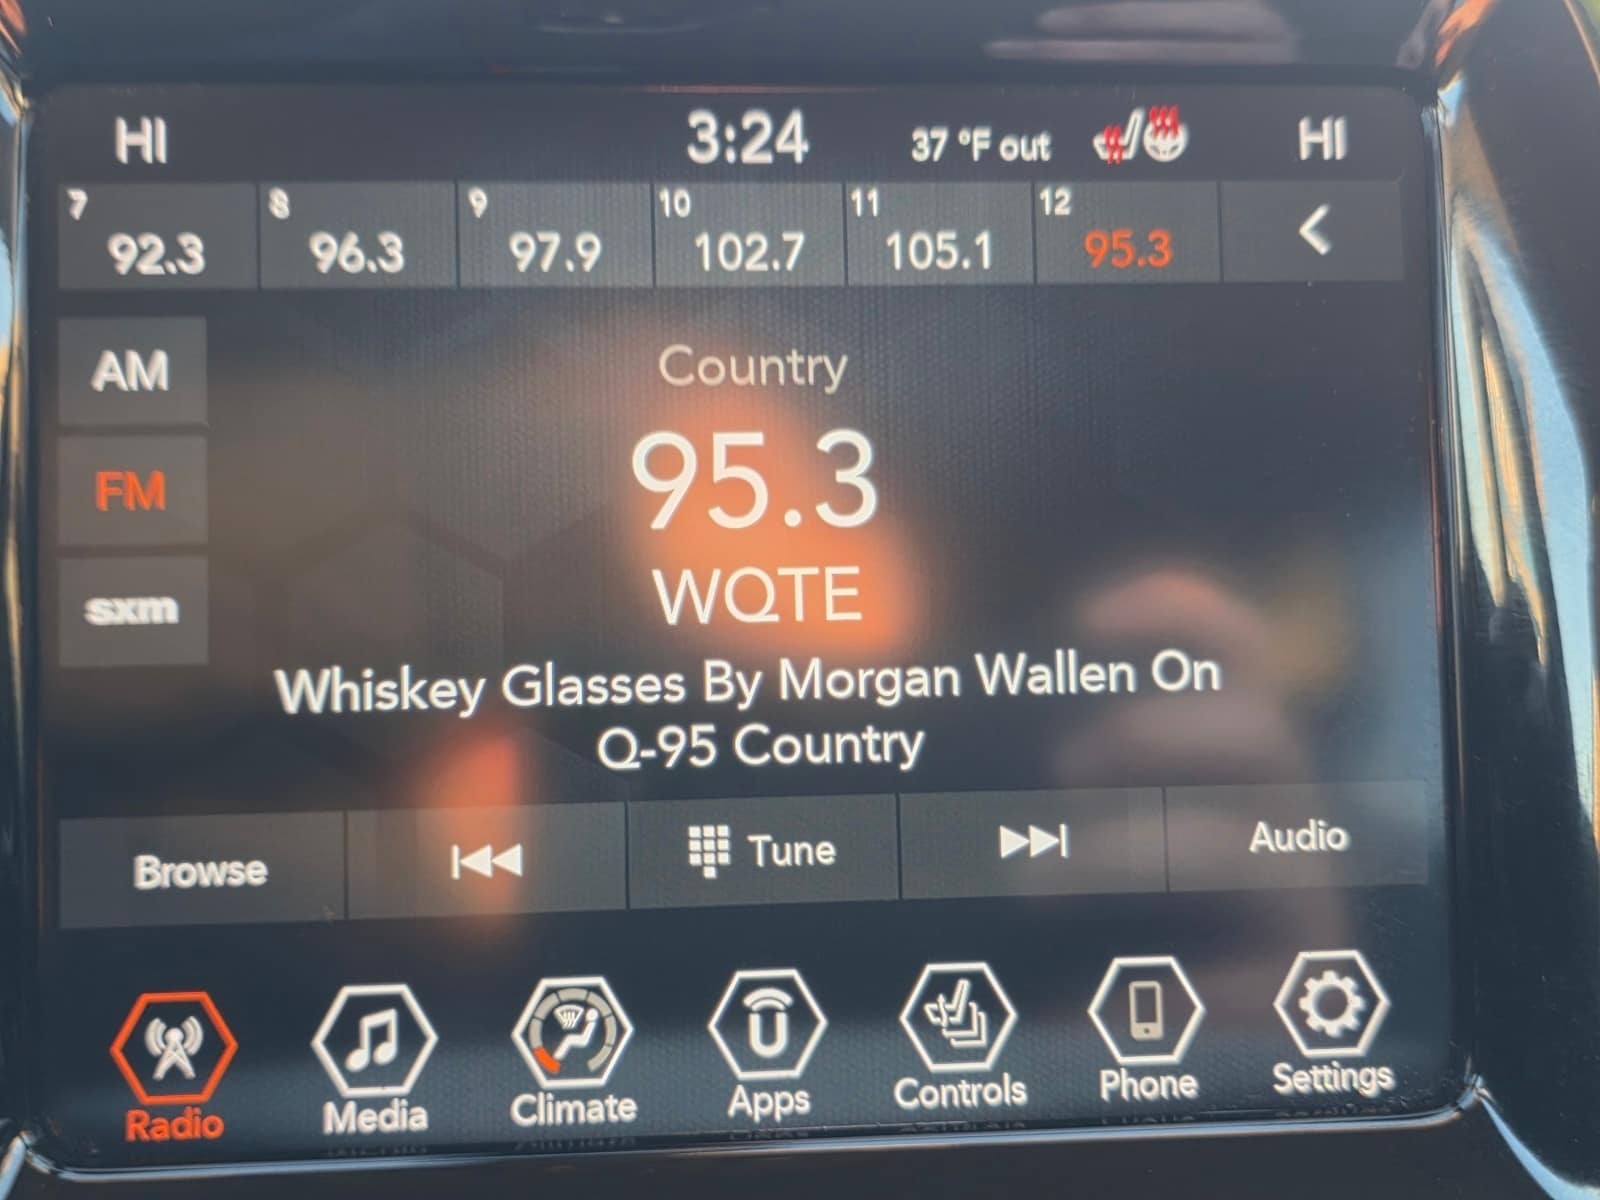 HI 3:24 37 °F out HI
7 8 9 10 11 12
92.3 96.3 97.9 102.7 105.1 95.3
AM
FM
sxm
Country
95.3
WQTE
Whiskey Glasses By Morgan Wallen On
Q-95 Country
Browse Tune Audio
Radio Media Climate Apps Controls Phone Settings